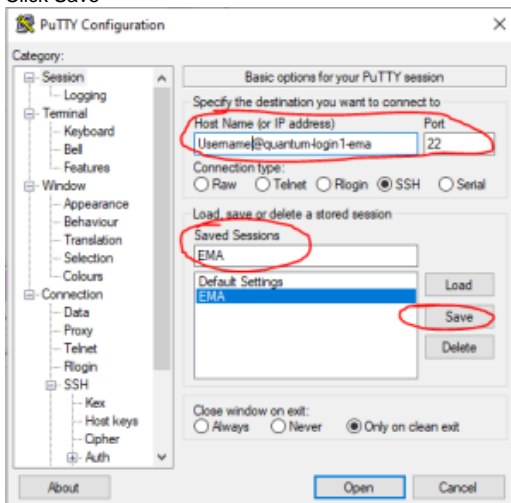 Click Save
PuTTY Configuration
Category:
Session
Logging
Terminal
Keyboard
Bell
Features
Window
Appearance
Behaviour
Translation
Selection
Colours
Connection
Data
Proxy
Telnet
Rlogin
SSH
Kex
Host keys
Cipher
Auth
Basic options for your PuTTY session
Specify the destination you want to connect to
Host Name (or IP address) Port
Username@quantum-login1-ema 22
Connection type:
Raw Telnet Rlogin SSH Serial
Load, save or delete a stored session
Saved Sessions
EMA
Default Settings
EMA
Load
Save
Delete
Close window on exit:
Always Never Only on clean exit
About Open Cancel